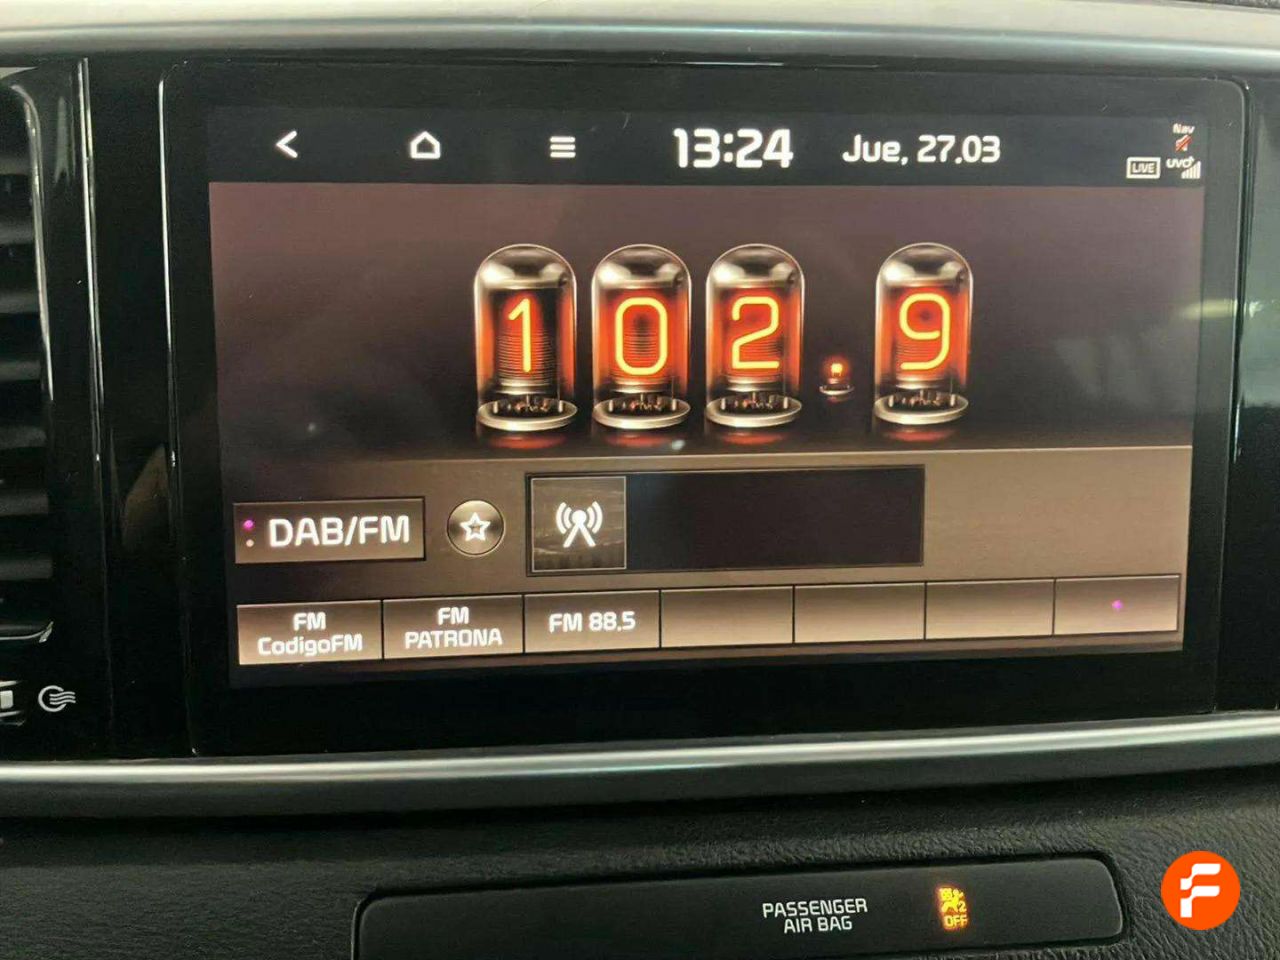 13:24 Jue, 27.03
Nav
LIVE UVO
102.9
DAB/FM
FM
CodigoFM
FM
PATRONA
FM 88.5
PASSENGER
AIR BAG
2
OFF
F